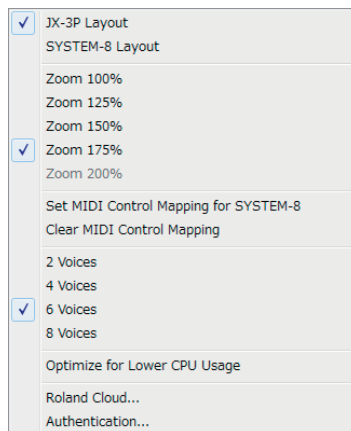 JX-3P Layout
SYSTEM-8 Layout
Zoom 100%
Zoom 125%
Zoom 150%
Zoom 175%
Zoom 200%
Set MIDI Control Mapping for SYSTEM-8
Clear MIDI Control Mapping
2 Voices
4 Voices
6 Voices
8 Voices
Optimize for Lower CPU Usage
Roland Cloud...
Authentication...